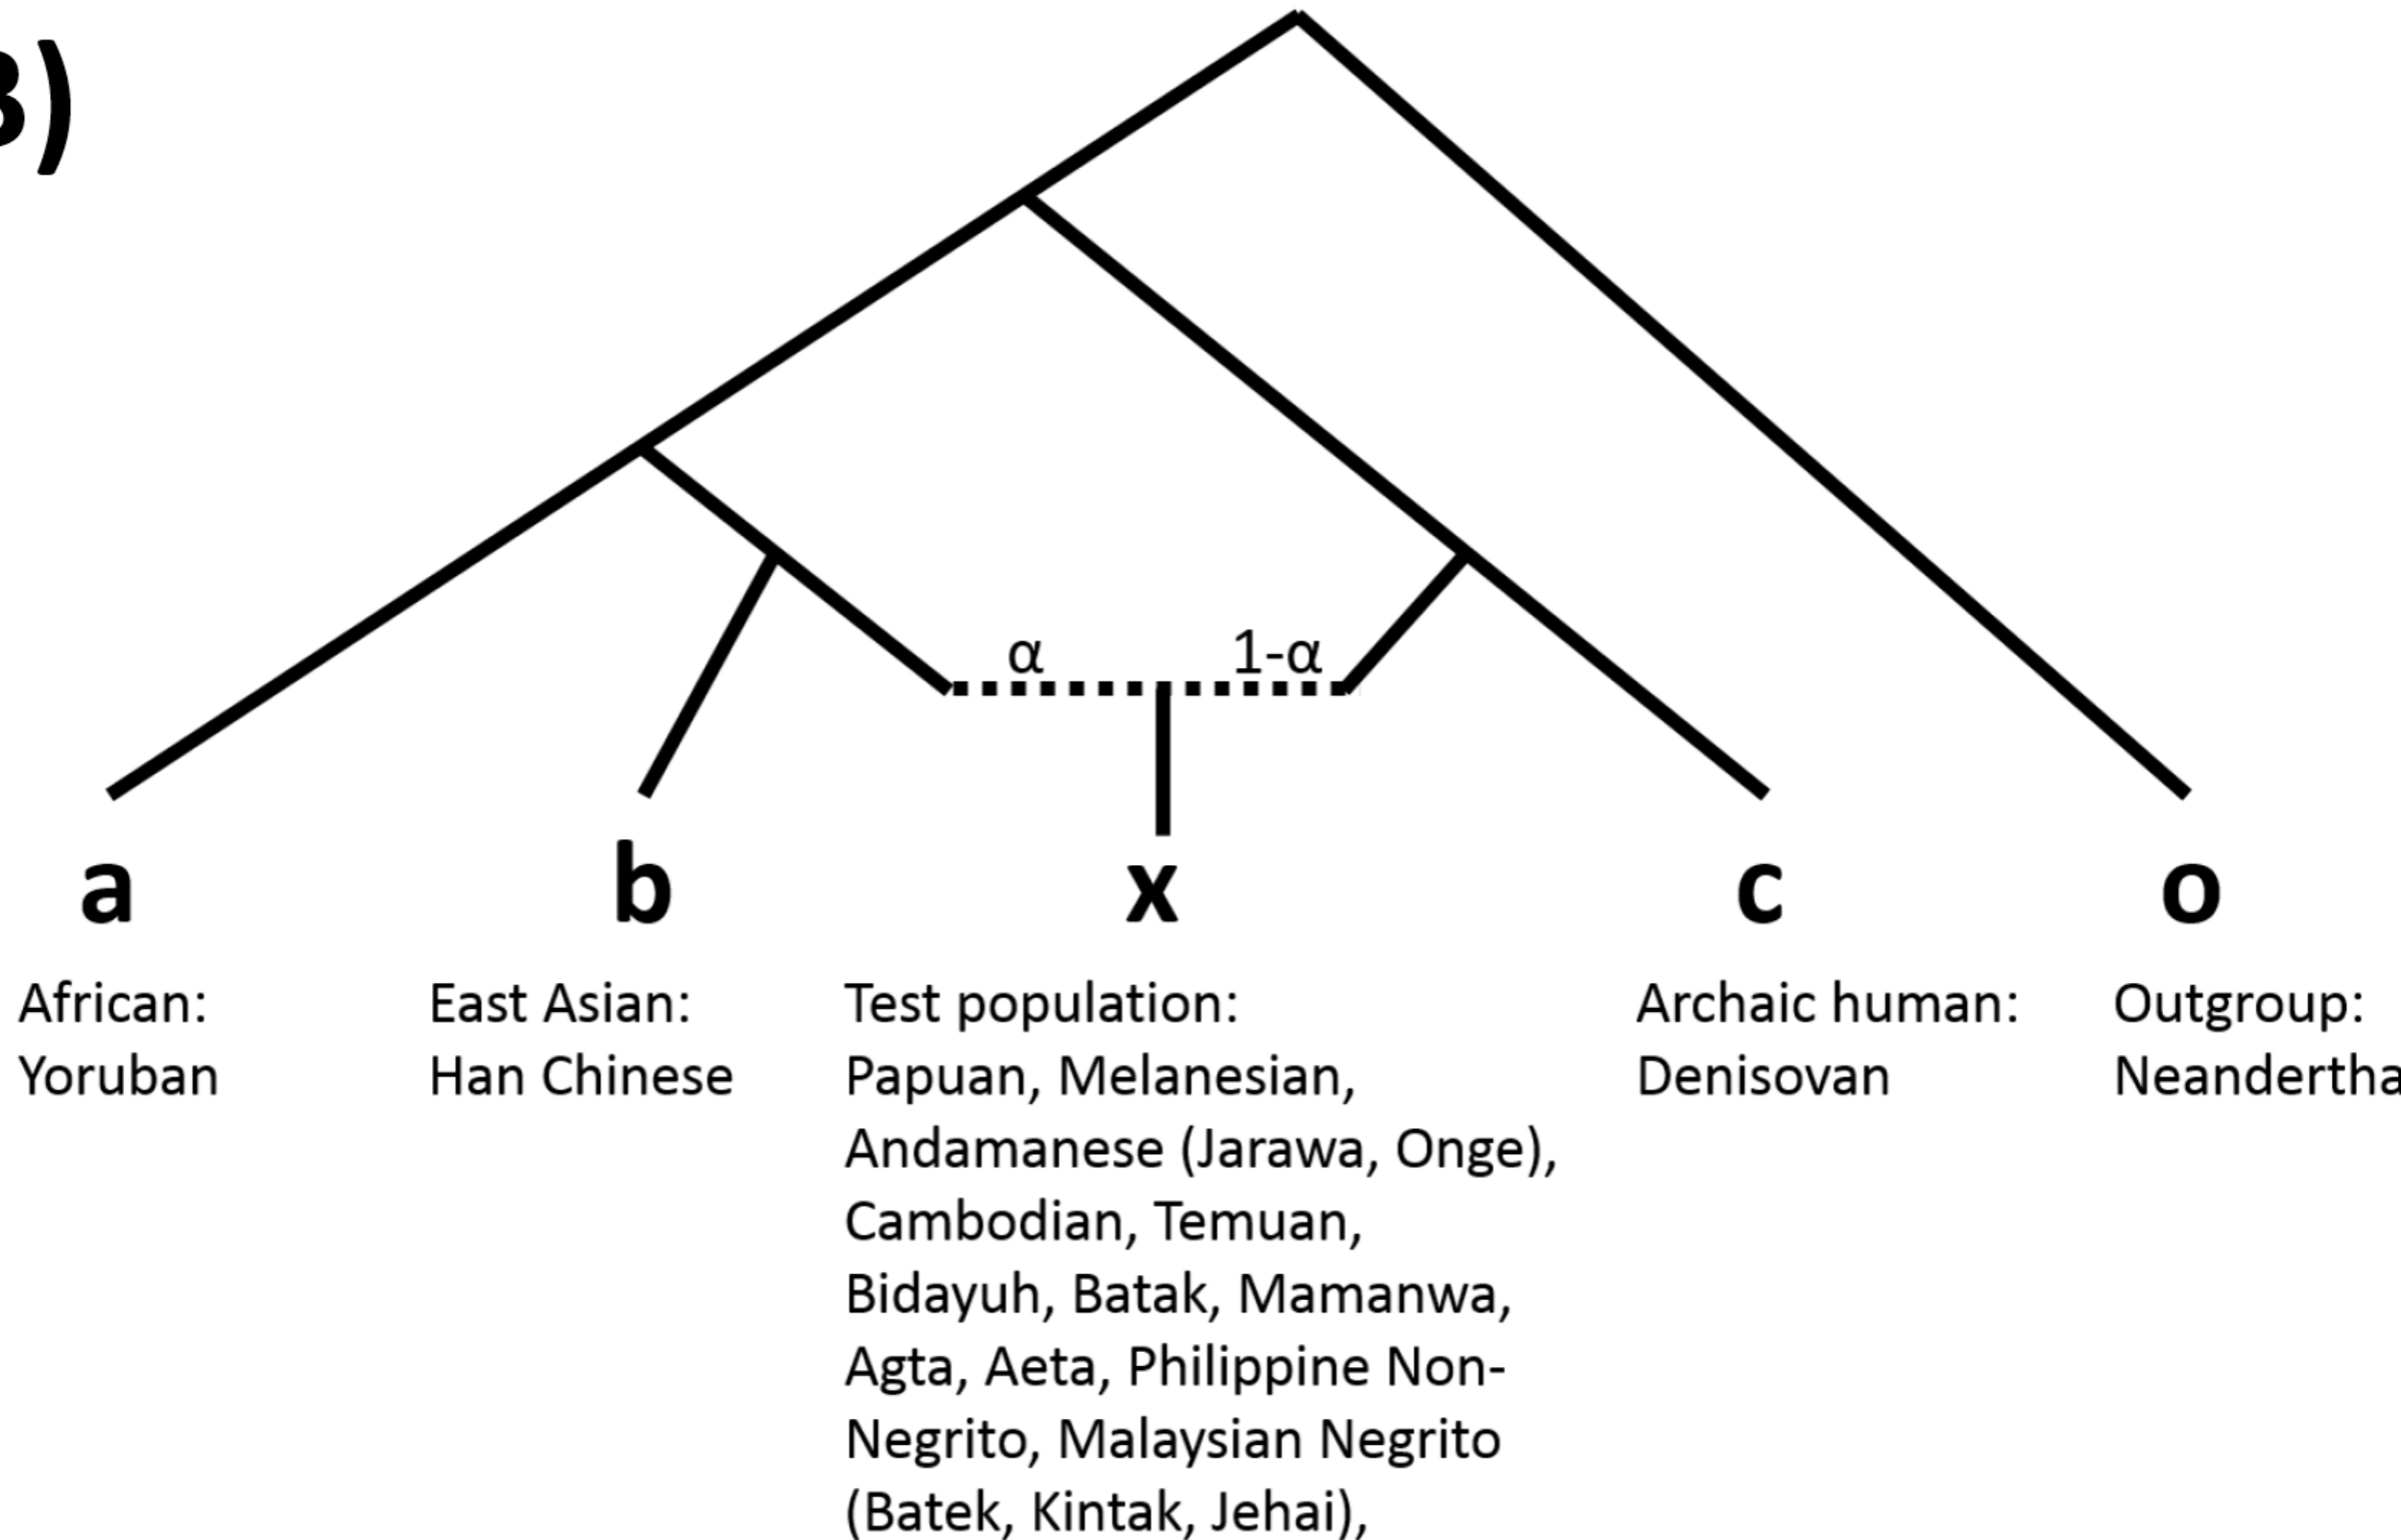 B)
α 1-α
a b x c o
African: East Asian: Test population: Archaic human: Outgroup:
Yoruban Han Chinese Papuan, Melanesian, Denisovan Neandertha
Andamanese (Jarawa, Onge),
Cambodian, Temuan,
Bidayuh, Batak, Mamanwa,
Agta, Aeta, Philippine Non-
Negrito, Malaysian Negrito
(Batek, Kintak, Jehai),